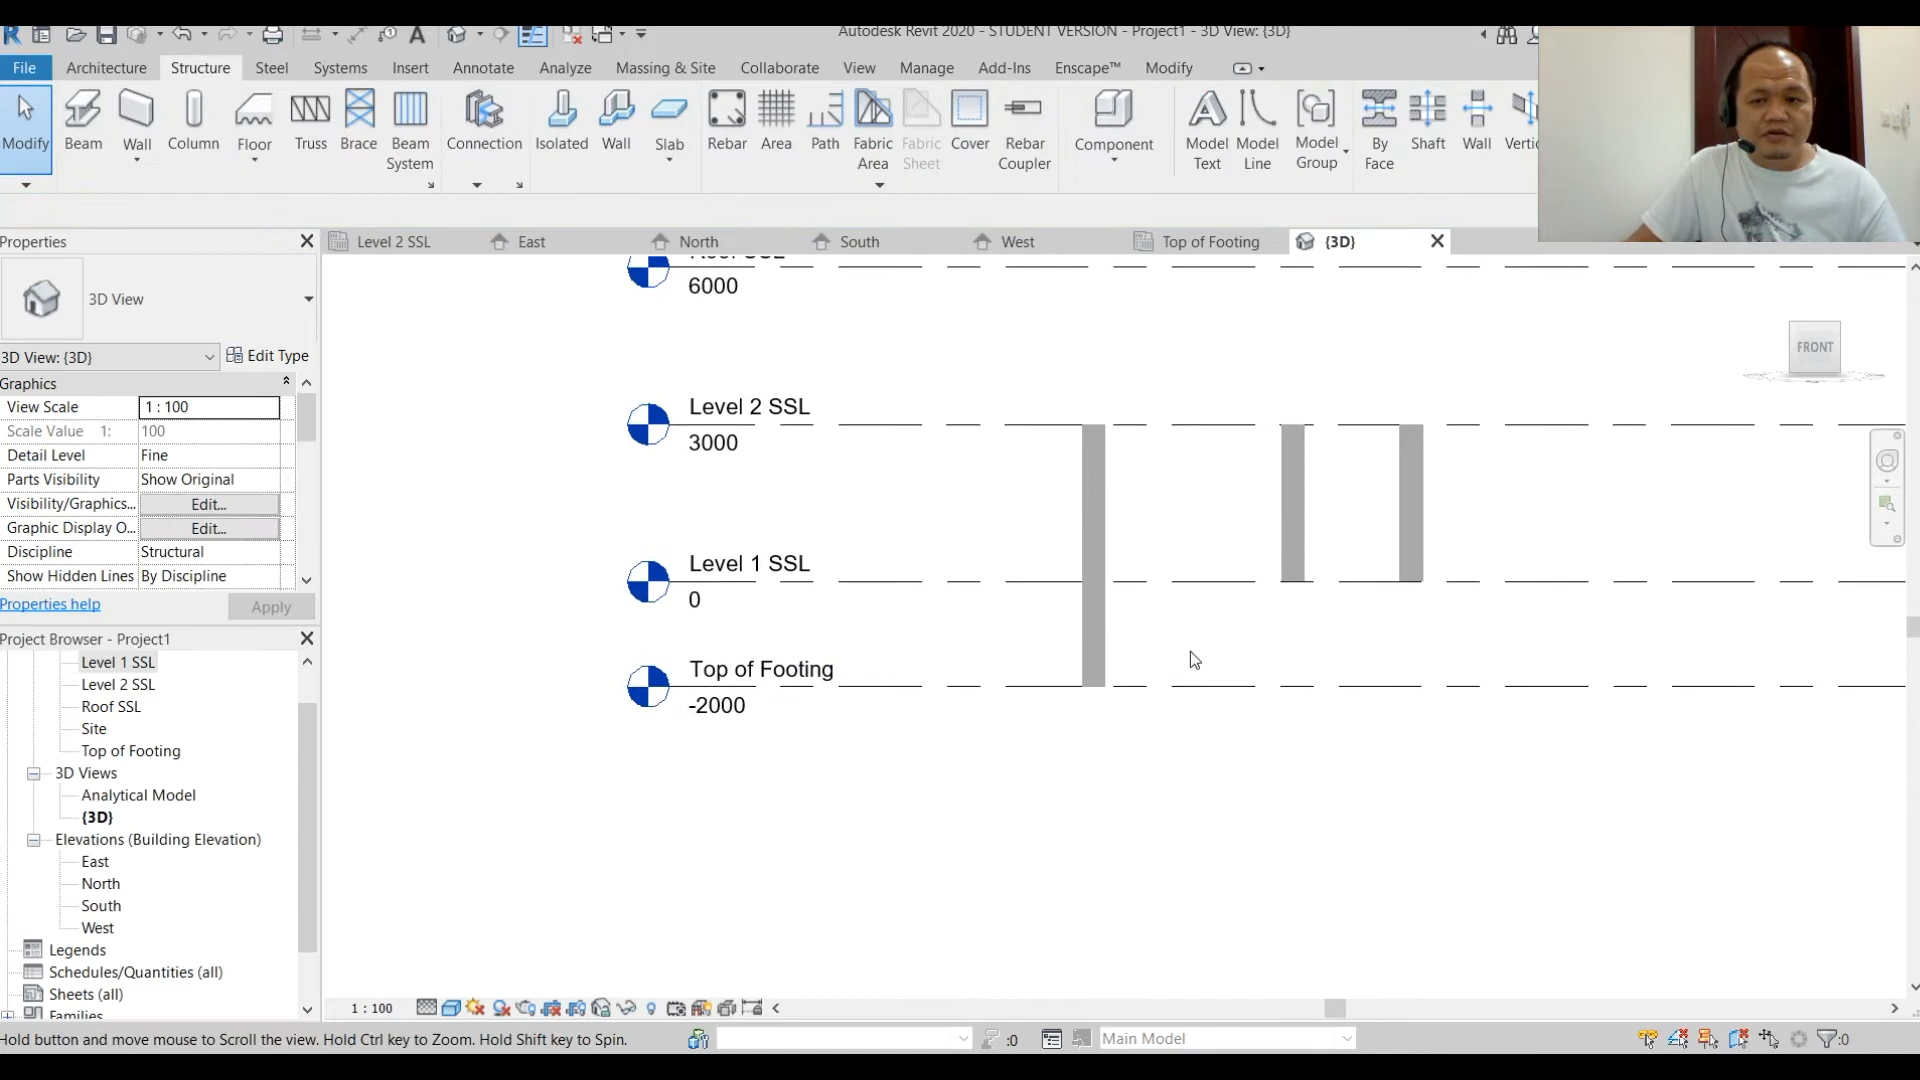 Autodesk Revit 2020 - STUDENT VERSION - Project1 - 3D View: {3D}
File Architecture Structure Steel Systems Insert Annotate Analyze Massing & Site Collaborate View Manage Add-Ins Enscape™ Modify
Modify Beam Wall Column Floor Truss Brace Beam System Connection Isolated Wall Slab Rebar Area Path Fabric Area Fabric Sheet Cover Rebar Coupler Component Model Text Model Line Model Group By Face Shaft Wall Vertic
Properties
Level 2 SSL East North South West Top of Footing {3D}
3D View
3D View: {3D} Edit Type
Graphics
View Scale 1 : 100
Scale Value 1: 100
Detail Level Fine
Parts Visibility Show Original
Visibility/Graphics... Edit...
Graphic Display O... Edit...
Discipline Structural
Show Hidden Lines By Discipline
Properties help Apply
Project Browser - Project1
Level 1 SSL
Level 2 SSL
Roof SSL
Site
Top of Footing
3D Views
Analytical Model
{3D}
Elevations (Building Elevation)
East
North
South
West
Legends
Schedules/Quantities (all)
Sheets (all)
Families
Roof SSL
6000
Level 2 SSL
3000
Level 1 SSL
0
Top of Footing
-2000
FRONT
1 : 100
Hold button and move mouse to Scroll the view. Hold Ctrl key to Zoom. Hold Shift key to Spin.
:0
Main Model
:0